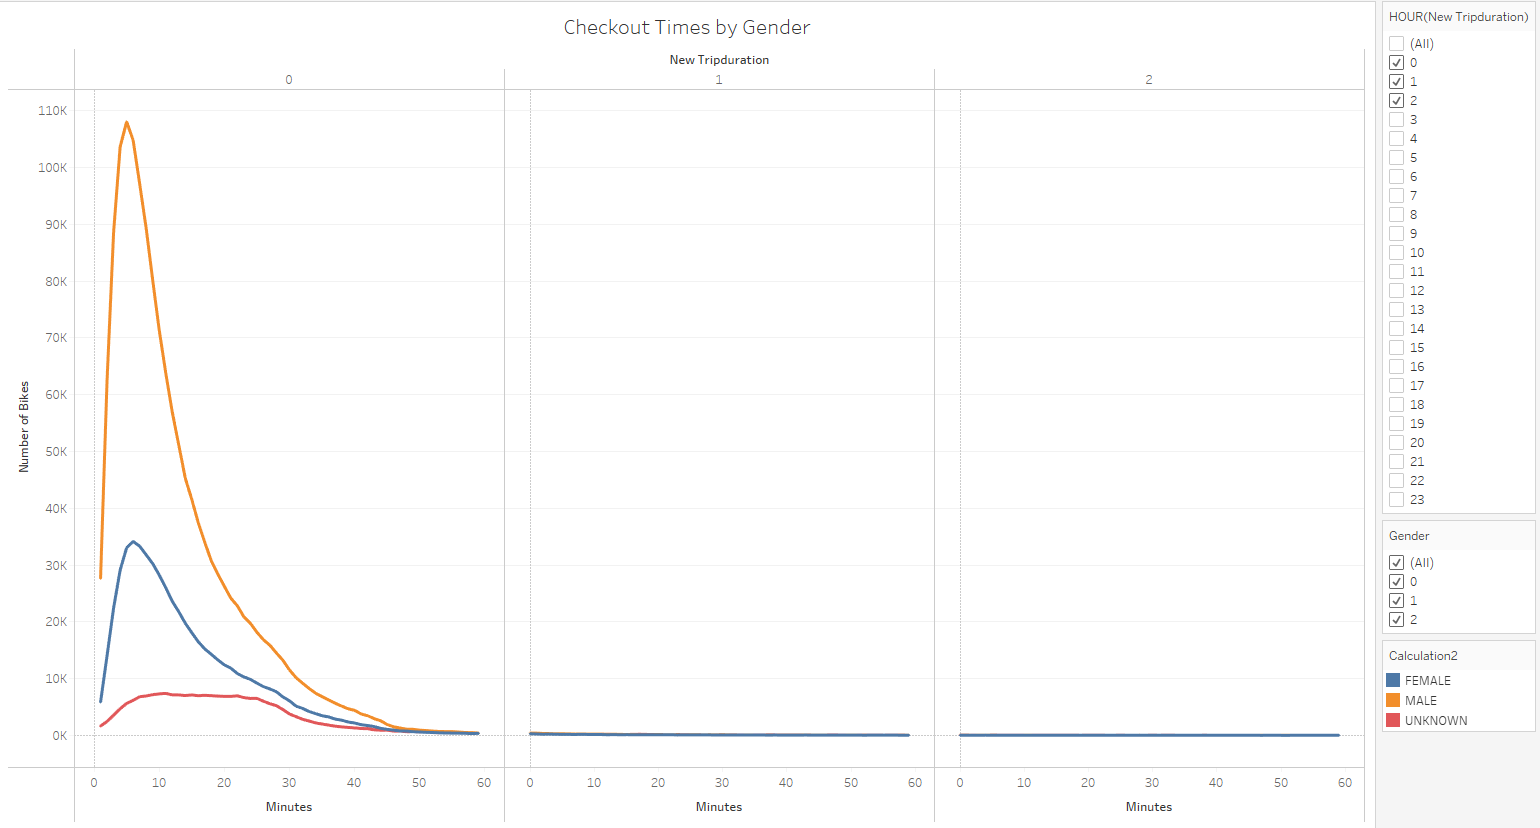 Checkout Times by Gender
New Tripduration
0 1 2
110K
100K
90K
80K
70K
60K
50K
40K
30K
20K
10K
0K
Number of Bikes
0 10 20 30 40 50 60 0 10 20 30 40 50 60 0 10 20 30 40 50 60
Minutes Minutes Minutes
HOUR(New Tripduration)
(All)
0
1
2
3
4
5
6
7
8
9
10
11
12
13
14
15
16
17
18
19
20
21
22
23
Gender
(All)
0
1
2
Calculation2
FEMALE
MALE
UNKNOWN